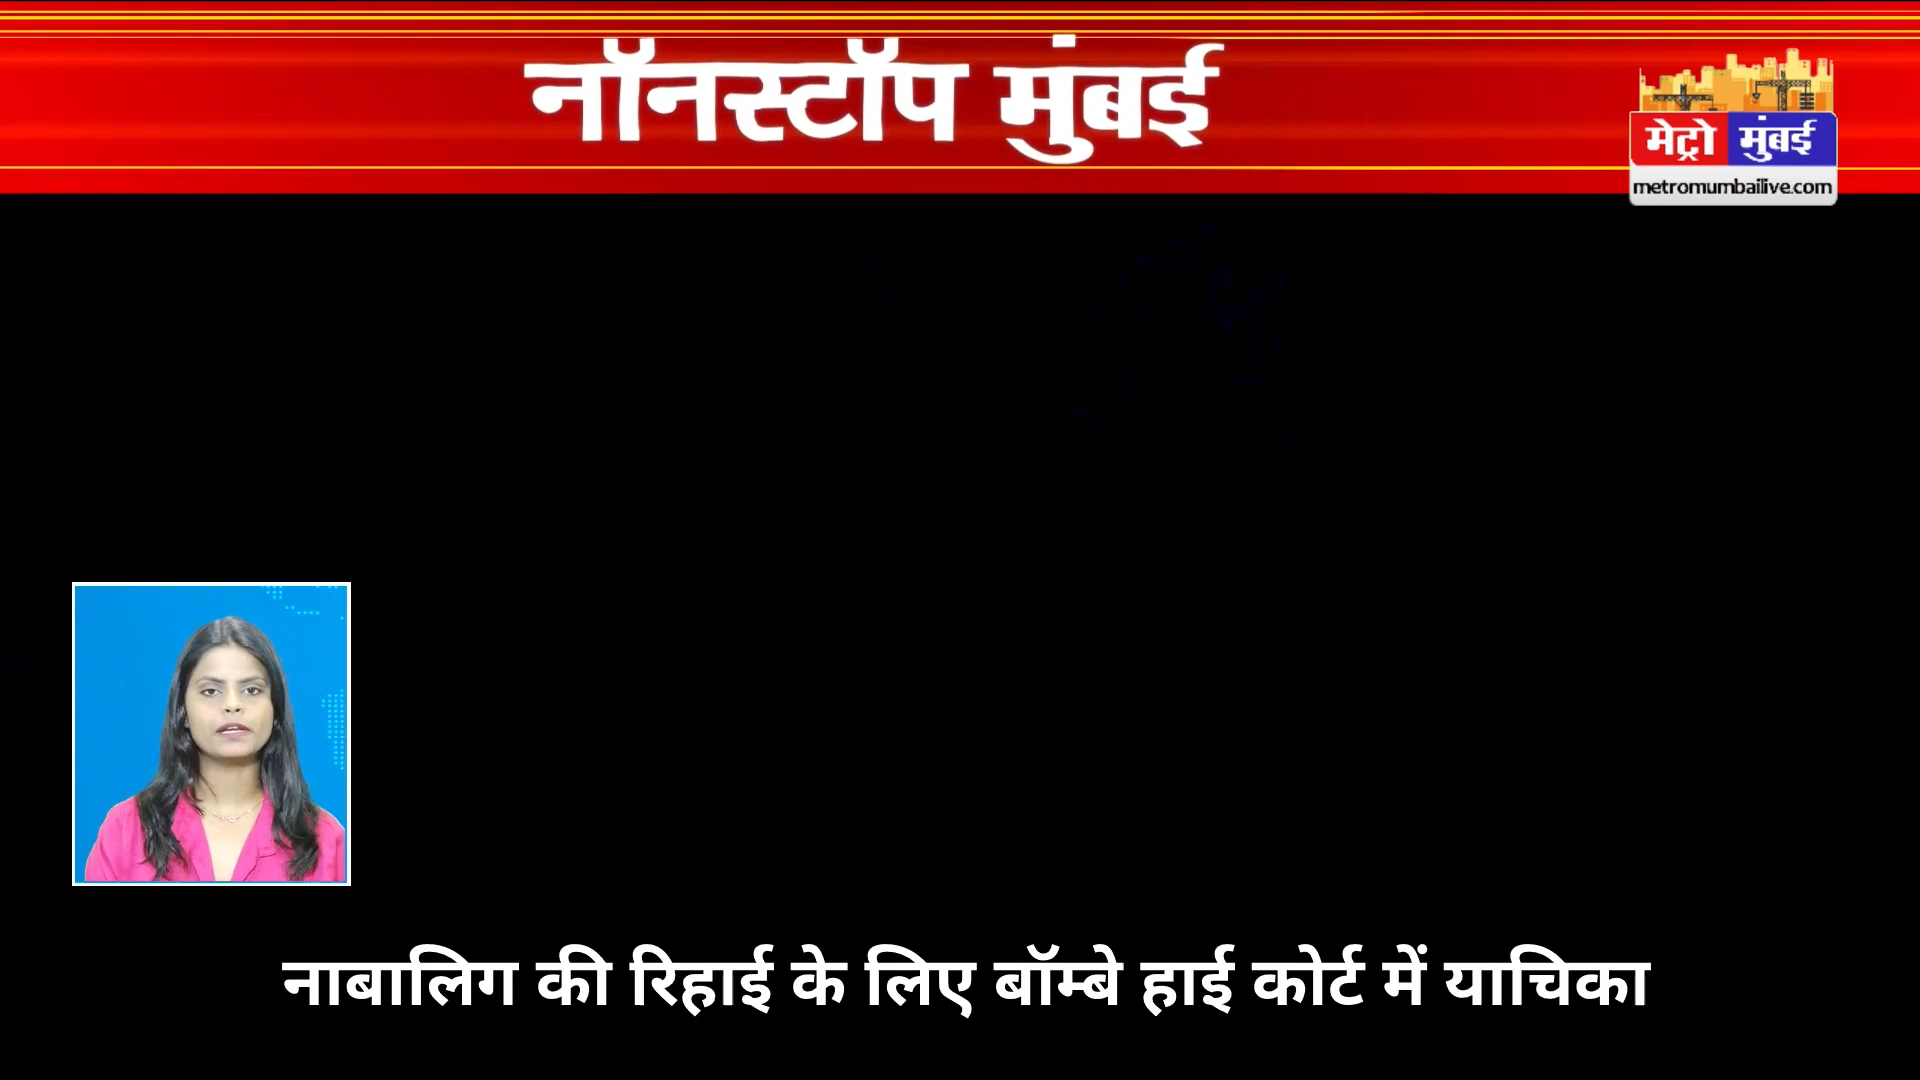 नॉनस्टॉप मुंबई
मेट्रो मुंबई
metromumbailive.com
नाबालिग की रिहाई के लिए बॉम्बे हाई कोर्ट में याचिका